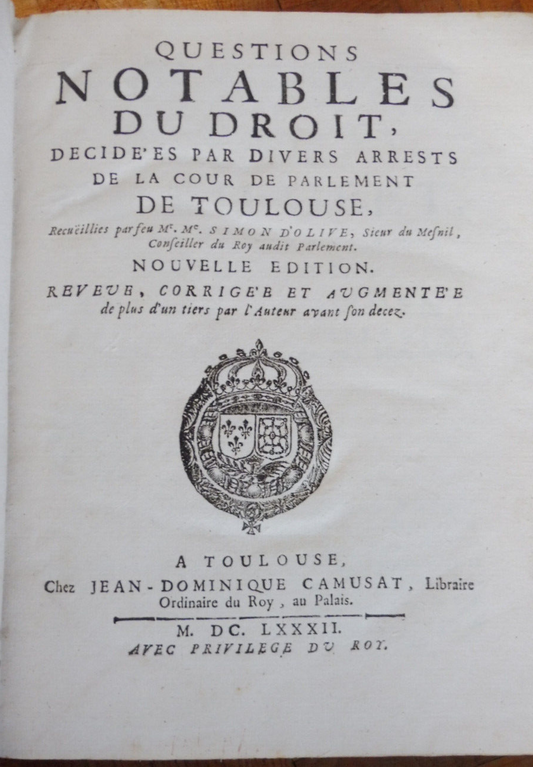 QUESTIONS
NOTABLES
DU DROIT,
DECIDE'ES PAR DIVERS ARRESTS
DE LA COUR DE PARLEMENT
DE TOULOUSE,
Recuëillies par feu Mr. Me. SIMON D'OLIVE, Sieur du Meſnil,
Conſeiller du Roy audit Parlement.
NOUVELLE EDITION.
REVEUE, CORRIGE'E ET AUGMENTE'E
de plus d'un tiers par l'Auteur avant ſon decez.
A TOULOUSE,
Chez JEAN-DOMINIQUE CAMUSAT, Libraire
Ordinaire du Roy, au Palais.
M. DC. LXXXII.
AVEC PRIVILEGE DU ROY.